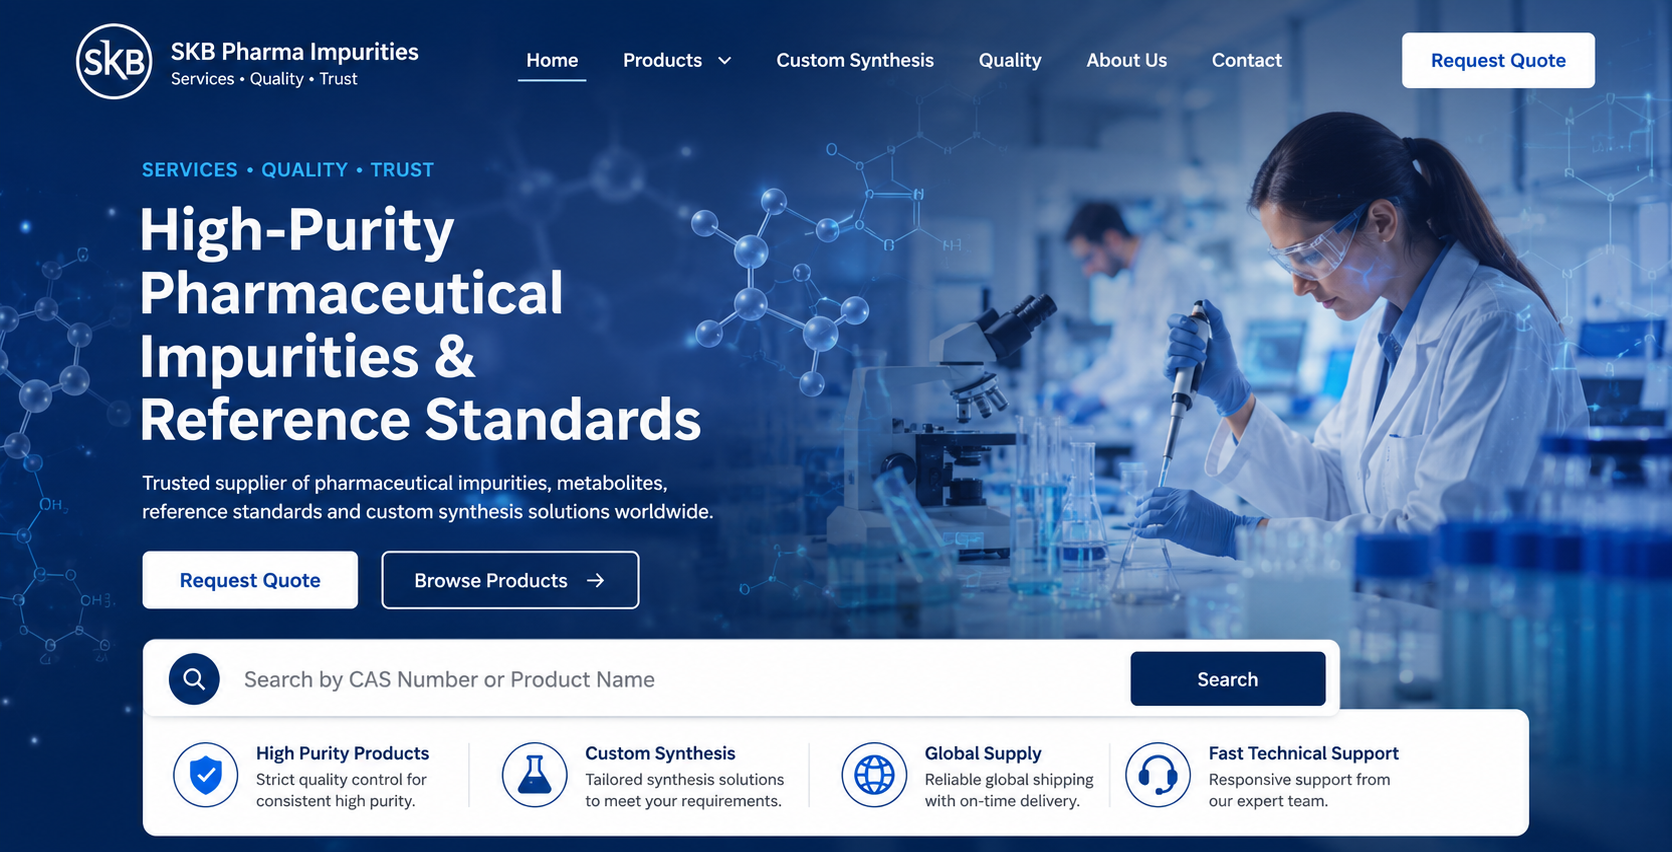 SKB
SKB Pharma Impurities
Services • Quality • Trust
Home
Products
Custom Synthesis
Quality
About Us
Contact
Request Quote
SERVICES • QUALITY • TRUST
High-Purity
Pharmaceutical
Impurities &
Reference Standards
Trusted supplier of pharmaceutical impurities, metabolites,
reference standards and custom synthesis solutions worldwide.
Request Quote
Browse Products →
Search by CAS Number or Product Name
Search
High Purity Products
Strict quality control for
consistent high purity.
Custom Synthesis
Tailored synthesis solutions
to meet your requirements.
Global Supply
Reliable global shipping
with on-time delivery.
Fast Technical Support
Responsive support from
our expert team.